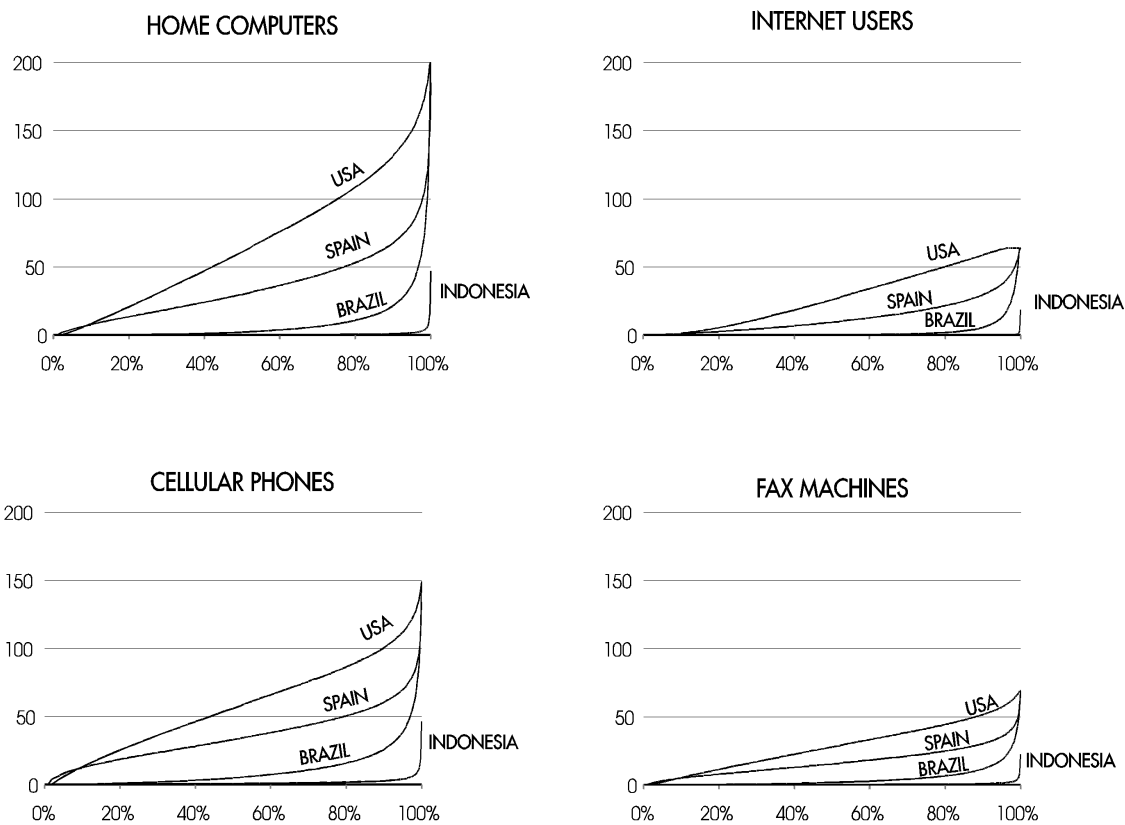 HOME COMPUTERS
200
150
100
50
0
USA
SPAIN
BRAZIL
INDONESIA
0% 20% 40% 60% 80% 100%
INTERNET USERS
200
150
100
50
0
USA
SPAIN
BRAZIL
INDONESIA
0% 20% 40% 60% 80% 100%
CELLULAR PHONES
200
150
100
50
0
USA
SPAIN
BRAZIL
INDONESIA
0% 20% 40% 60% 80% 100%
FAX MACHINES
200
150
100
50
0
USA
SPAIN
BRAZIL
INDONESIA
0% 20% 40% 60% 80% 100%